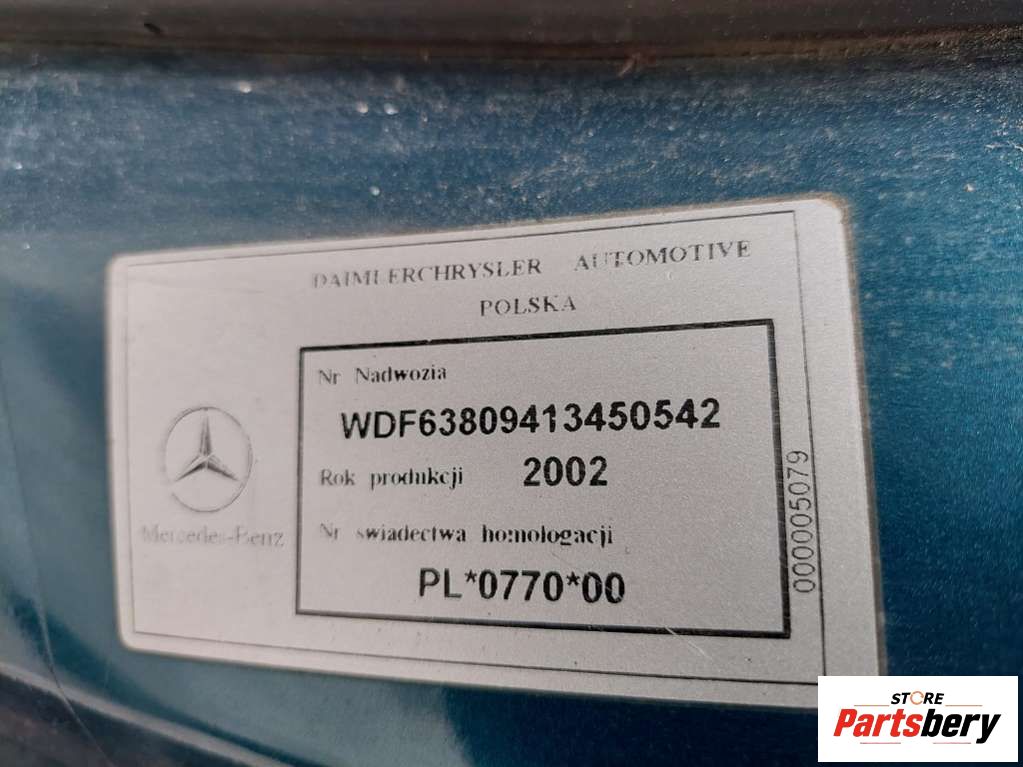 DAIMLERCHRYSLER AUTOMOTIVE
POLSKA
Nr Nadwozia
WDF63809413450542
Rok produkcji 2002
Nr swiadectwa homologacji
PL*0770*00
Mercedes-Benz
000005079
STORE
Partsbery